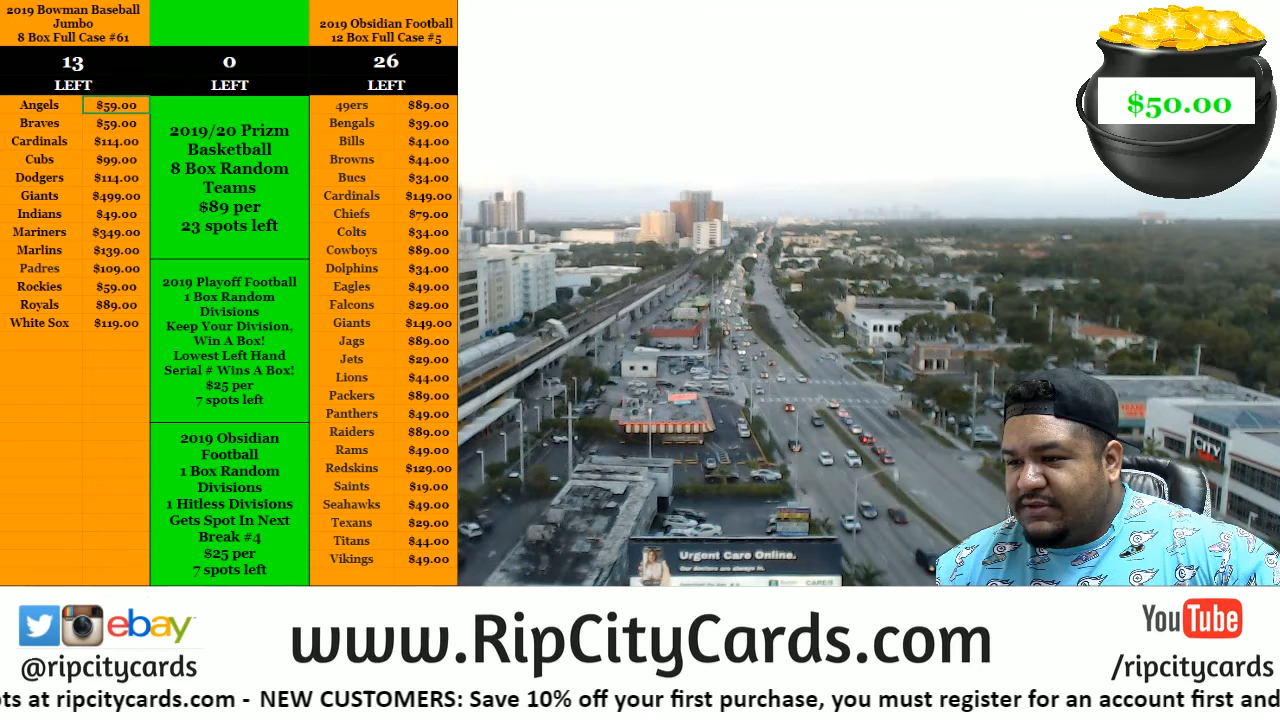 2019 Bowman Baseball
Jumbo
8 Box Full Case #61
13
LEFT
Angels $59.00
Braves $59.00
Cardinals $114.00
Cubs $99.00
Dodgers $114.00
Giants $499.00
Indians $49.00
Mariners $349.00
Marlins $139.00
Padres $109.00
Rockies $59.00
Royals $89.00
White Sox $119.00
0
LEFT
2019/20 Prizm
Basketball
8 Box Random
Teams
$89 per
23 spots left
2019 Playoff Football
1 Box Random
Divisions
Keep Your Division,
Win A Box!
Lowest Left Hand
Serial # Wins A Box!
$25 per
7 spots left
2019 Obsidian
Football
1 Box Random
Divisions
1 Hitless Divisions
Gets Spot In Next
Break #4
$25 per
7 spots left
2019 Obsidian Football
12 Box Full Case #5
26
LEFT
49ers $89.00
Bengals $39.00
Bills $44.00
Browns $44.00
Bucs $34.00
Cardinals $149.00
Chiefs $79.00
Colts $34.00
Cowboys $89.00
Dolphins $34.00
Eagles $49.00
Falcons $29.00
Giants $149.00
Jags $89.00
Jets $29.00
Lions $44.00
Packers $89.00
Panthers $49.00
Raiders $89.00
Rams $49.00
Redskins $129.00
Saints $19.00
Seahawks $49.00
Texans $29.00
Titans $44.00
Vikings $49.00
$50.00
CITY
Urgent Care Online.
Our doctors are always in.
ebay
@ripcitycards
www.RipCityCards.com
YouTube
/ripcitycards
ots at ripcitycards.com - NEW CUSTOMERS: Save 10% off your first purchase, you must register for an account first and